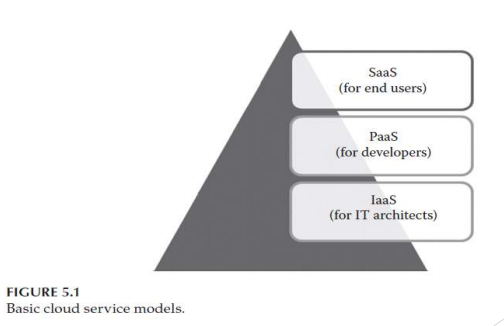 SaaS
(for end users)
PaaS
(for developers)
IaaS
(for IT architects)
FIGURE 5.1
Basic cloud service models.